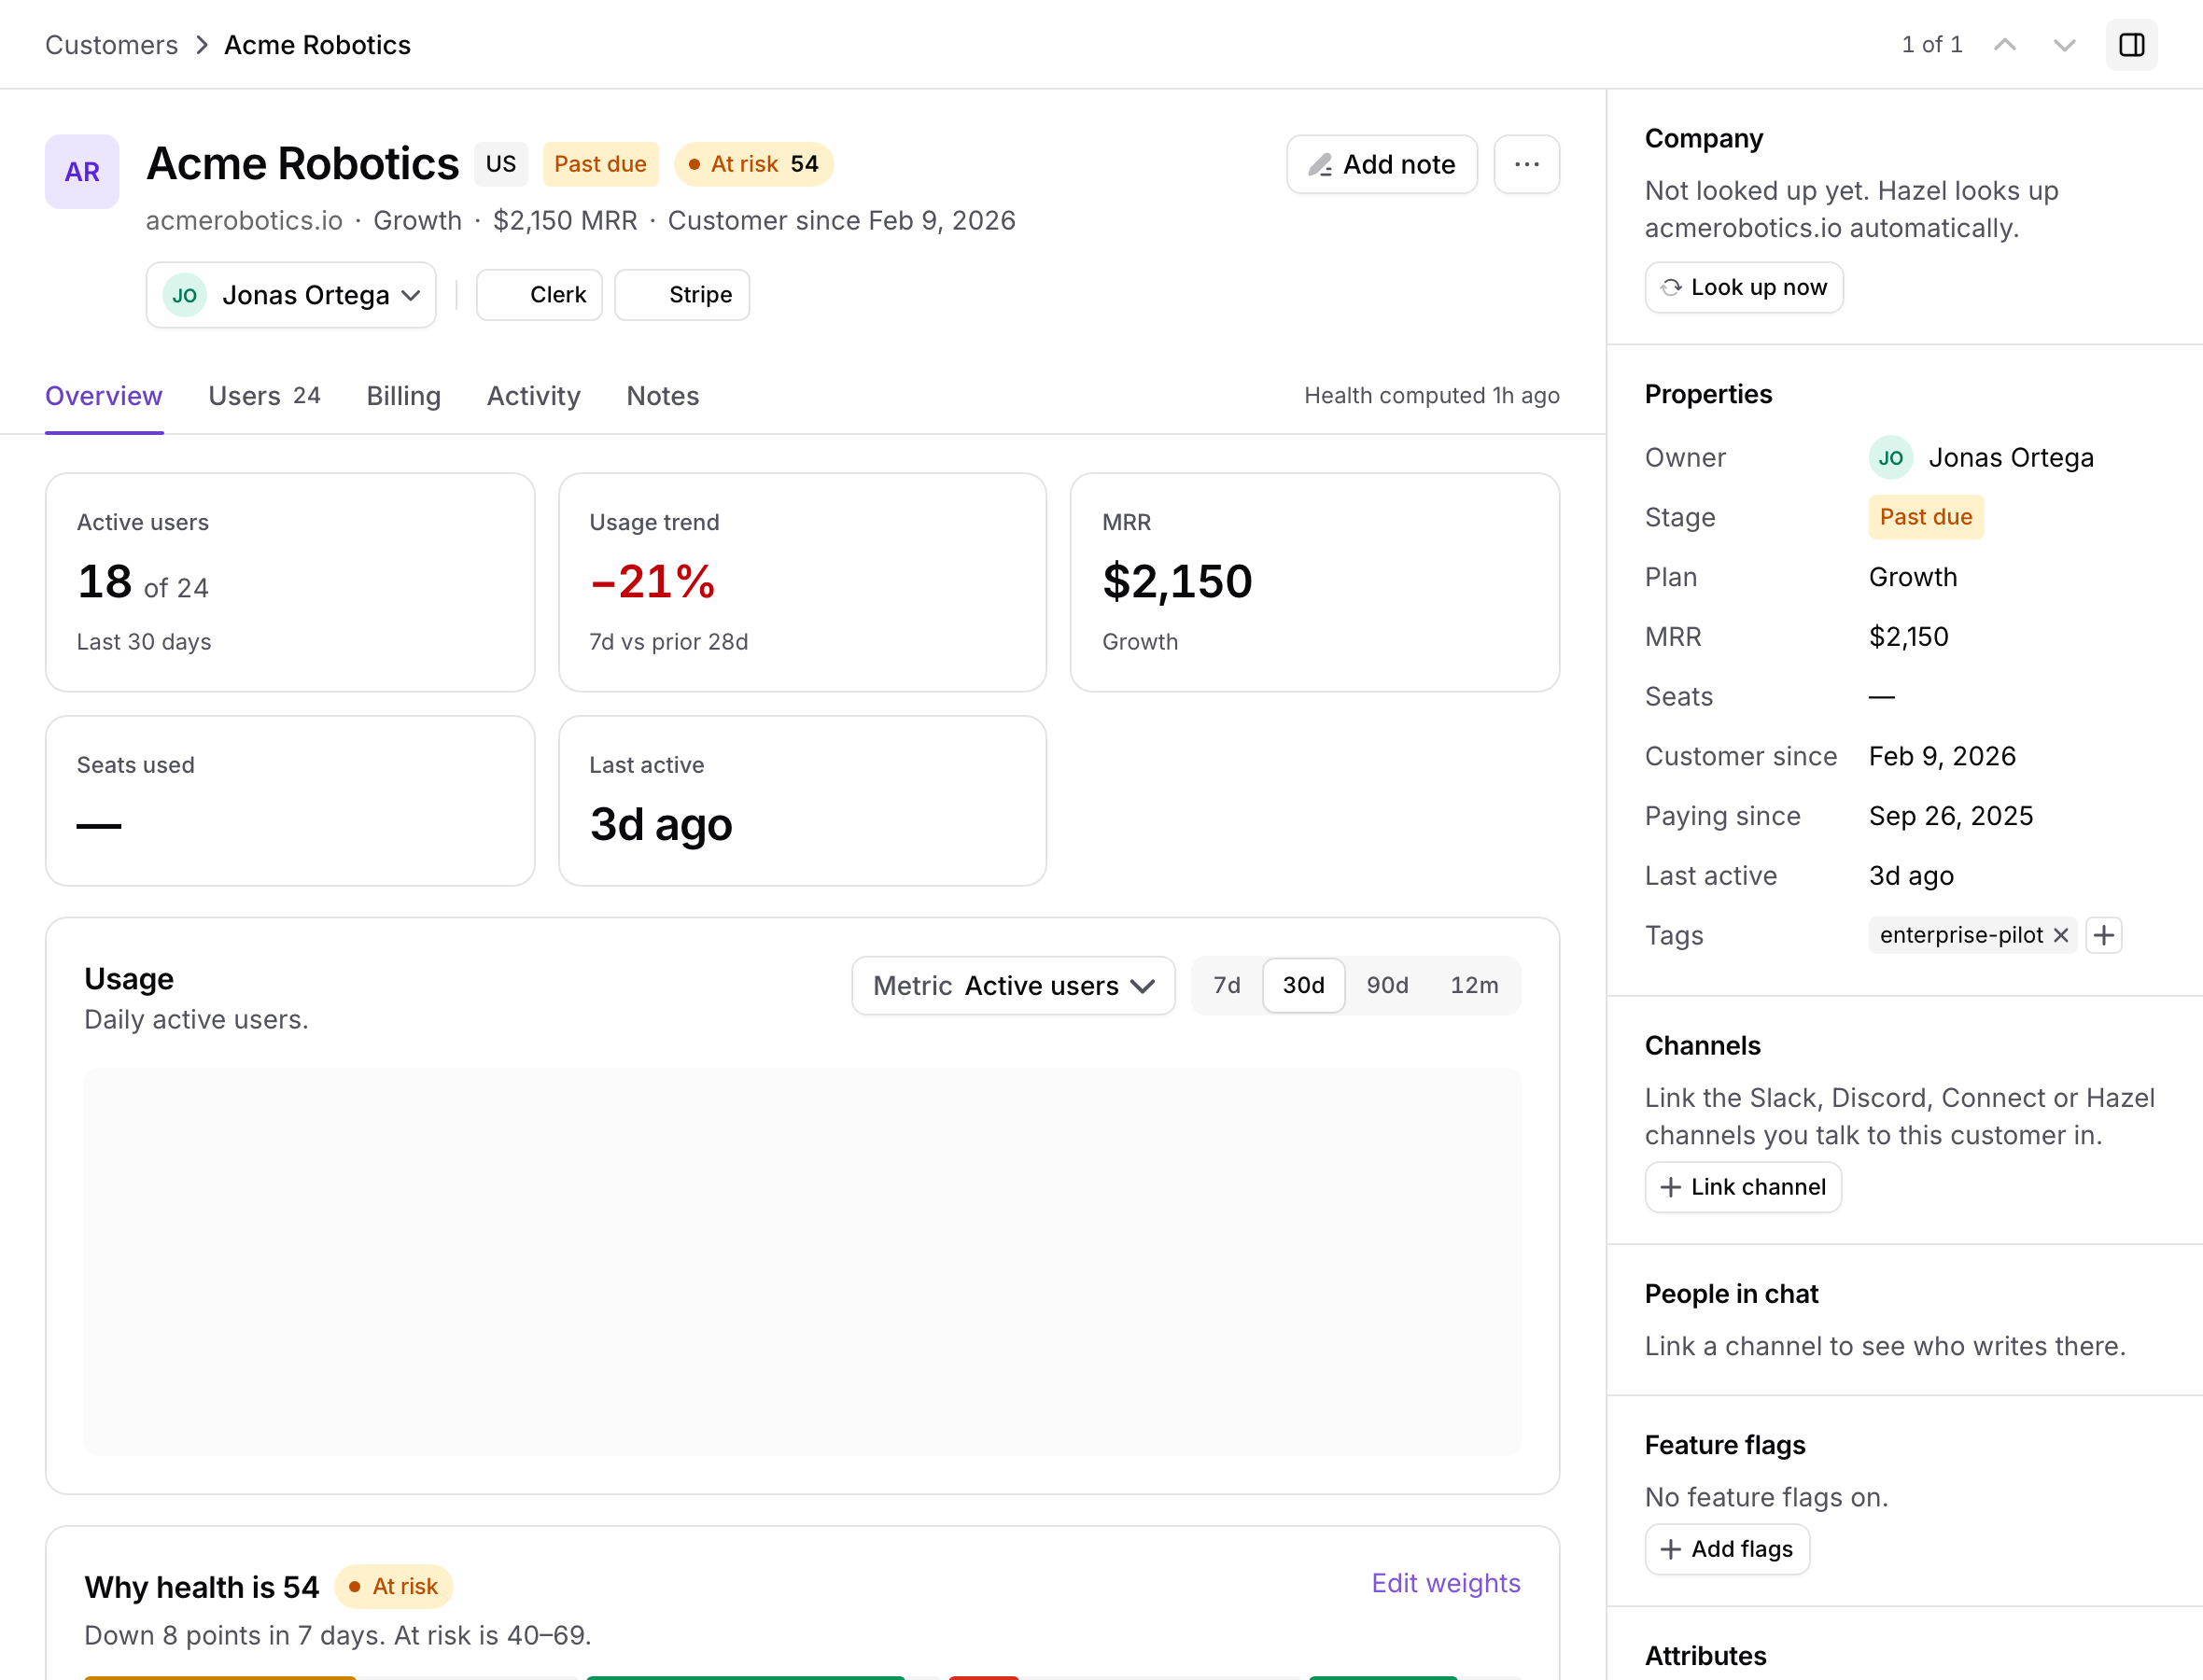 Customers > Acme Robotics
1 of 1
AR
Acme Robotics US Past due At risk 54
Add note
acmerobotics.io · Growth · $2,150 MRR · Customer since Feb 9, 2026
JO Jonas Ortega
Clerk
Stripe
Overview Users 24 Billing Activity Notes
Health computed 1h ago
Active users
18 of 24
Last 30 days
Usage trend
–21%
7d vs prior 28d
MRR
$2,150
Growth
Seats used
—
Last active
3d ago
Usage
Daily active users.
Metric Active users
7d 30d 90d 12m
Why health is 54 At risk
Edit weights
Down 8 points in 7 days. At risk is 40–69.
Company
Not looked up yet. Hazel looks up
acmerobotics.io automatically.
Look up now
Properties
Owner JO Jonas Ortega
Stage Past due
Plan Growth
MRR $2,150
Seats —
Customer since Feb 9, 2026
Paying since Sep 26, 2025
Last active 3d ago
Tags enterprise-pilot
Channels
Link the Slack, Discord, Connect or Hazel
channels you talk to this customer in.
Link channel
People in chat
Link a channel to see who writes there.
Feature flags
No feature flags on.
Add flags
Attributes